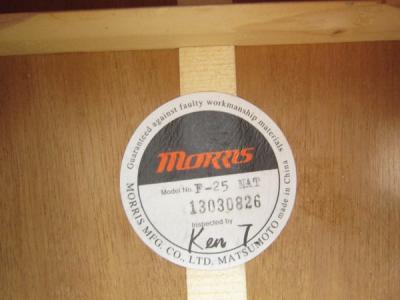 Guaranteed against faulty workmanship materials
MORRIS
Model No. F-25 NAT
13030826
Inspected by
Ken T.
MORRIS MFG. CO., LTD. MATSUMOTO made in China